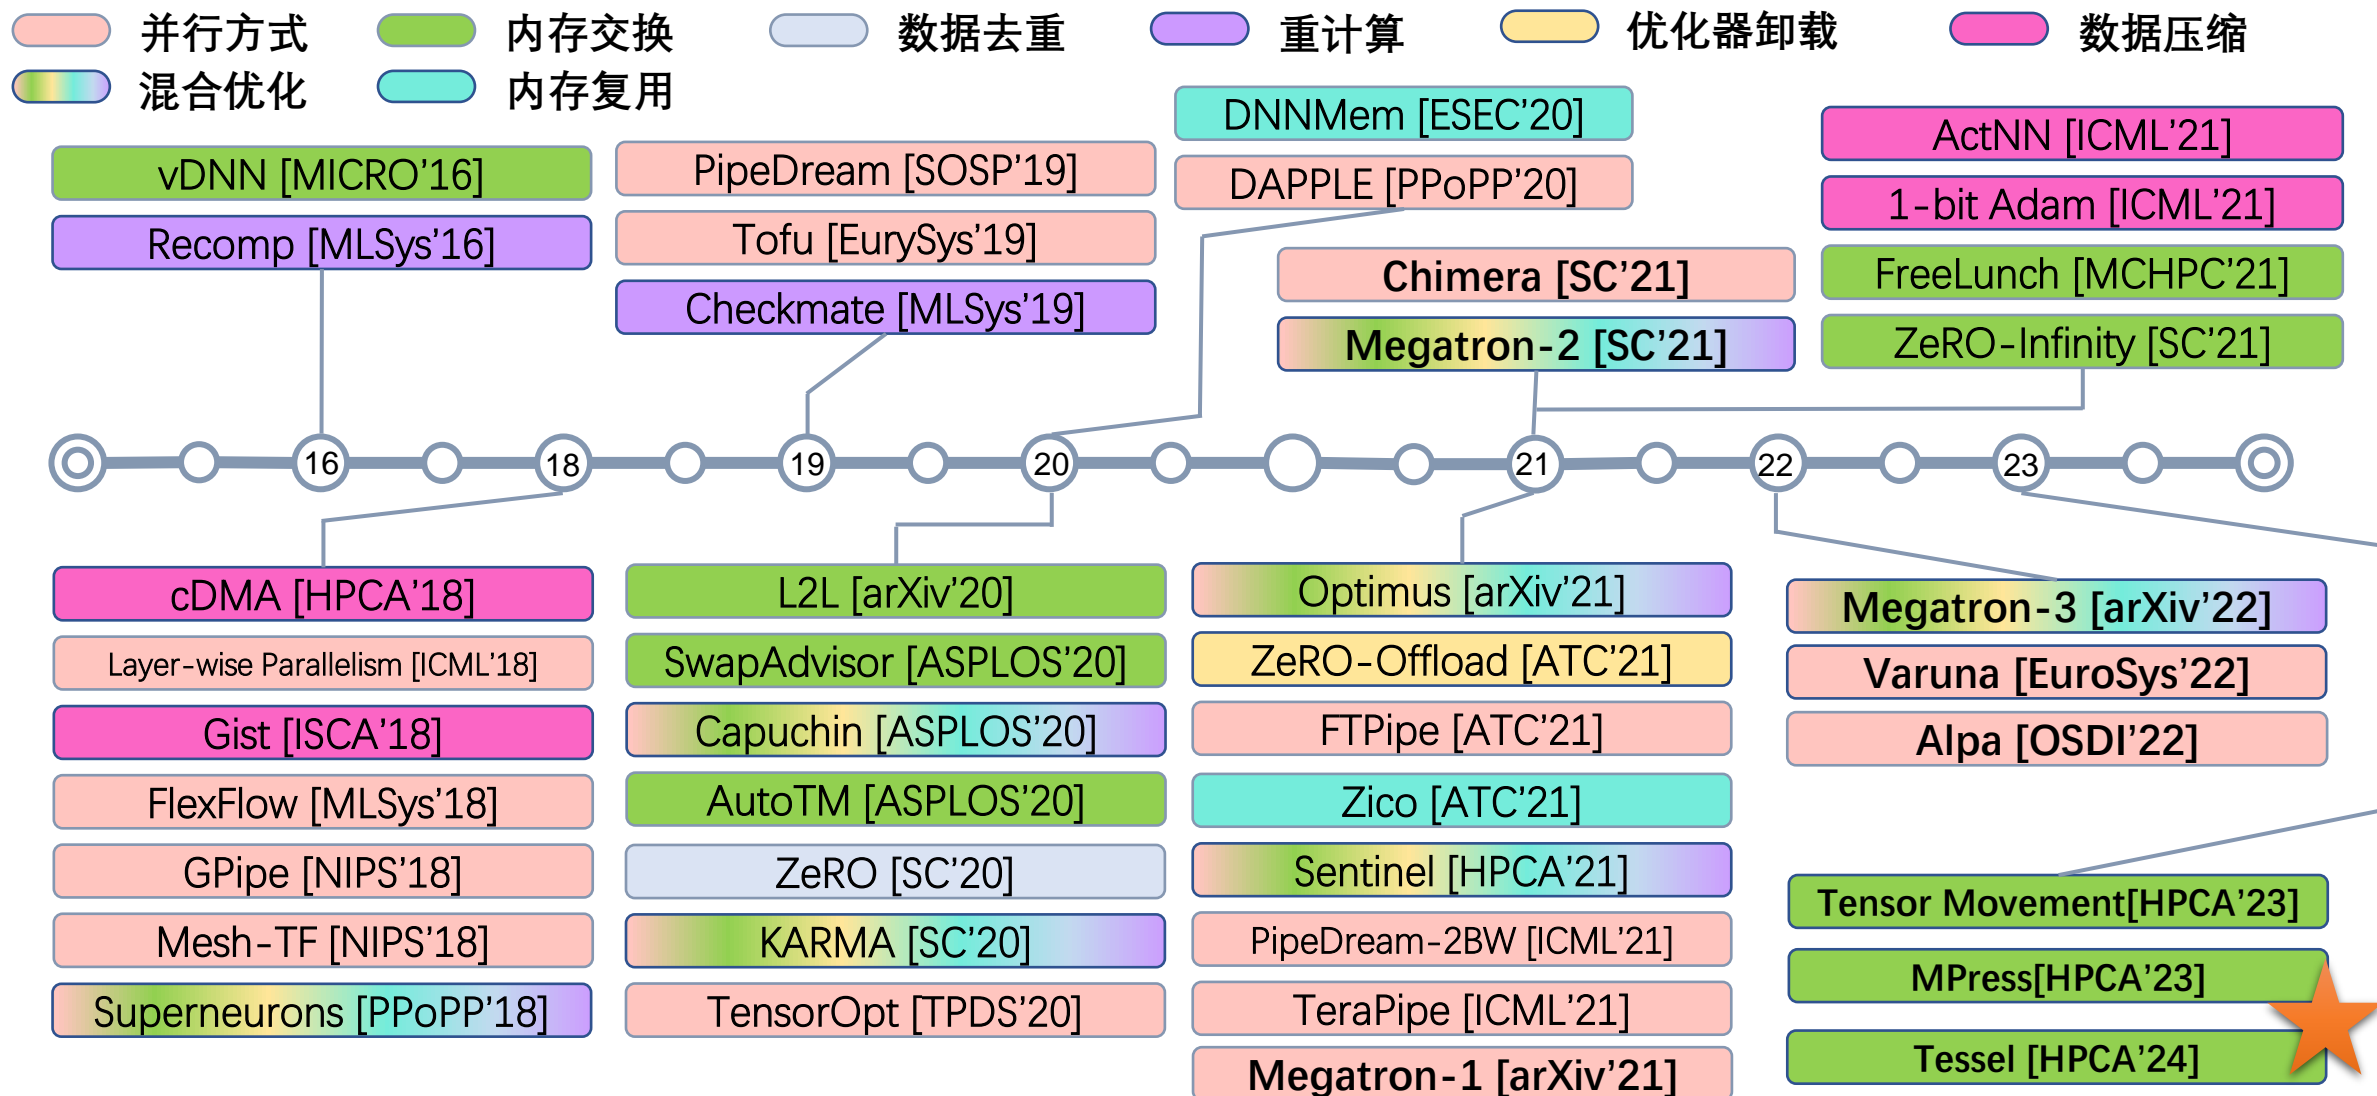 并行方式
内存交换
数据去重
重计算
优化器卸载
数据压缩
混合优化
内存复用
vDNN [MICRO’16]
Recomp [MLSys’16]
PipeDream [SOSP’19]
Tofu [EurySys’19]
Checkmate [MLSys’19]
DNNMem [ESEC’20]
DAPPLE [PPoPP’20]
Chimera [SC’21]
Megatron-2 [SC’21]
ActNN [ICML’21]
1-bit Adam [ICML’21]
FreeLunch [MCHPC’21]
ZeRO-Infinity [SC’21]
16
18
19
20
21
22
23
cDMA [HPCA’18]
Layer-wise Parallelism [ICML’18]
Gist [ISCA’18]
FlexFlow [MLSys’18]
GPipe [NIPS’18]
Mesh-TF [NIPS’18]
Superneurons [PPoPP’18]
L2L [arXiv’20]
SwapAdvisor [ASPLOS’20]
Capuchin [ASPLOS’20]
AutoTM [ASPLOS’20]
ZeRO [SC’20]
KARMA [SC’20]
TensorOpt [TPDS’20]
Optimus [arXiv’21]
ZeRO-Offload [ATC’21]
FTPipe [ATC’21]
Zico [ATC’21]
Sentinel [HPCA’21]
PipeDream-2BW [ICML’21]
TeraPipe [ICML’21]
Megatron-1 [arXiv’21]
Megatron-3 [arXiv’22]
Varuna [EuroSys’22]
Alpa [OSDI’22]
Tensor Movement[HPCA’23]
MPress[HPCA’23]
Tessel [HPCA’24]